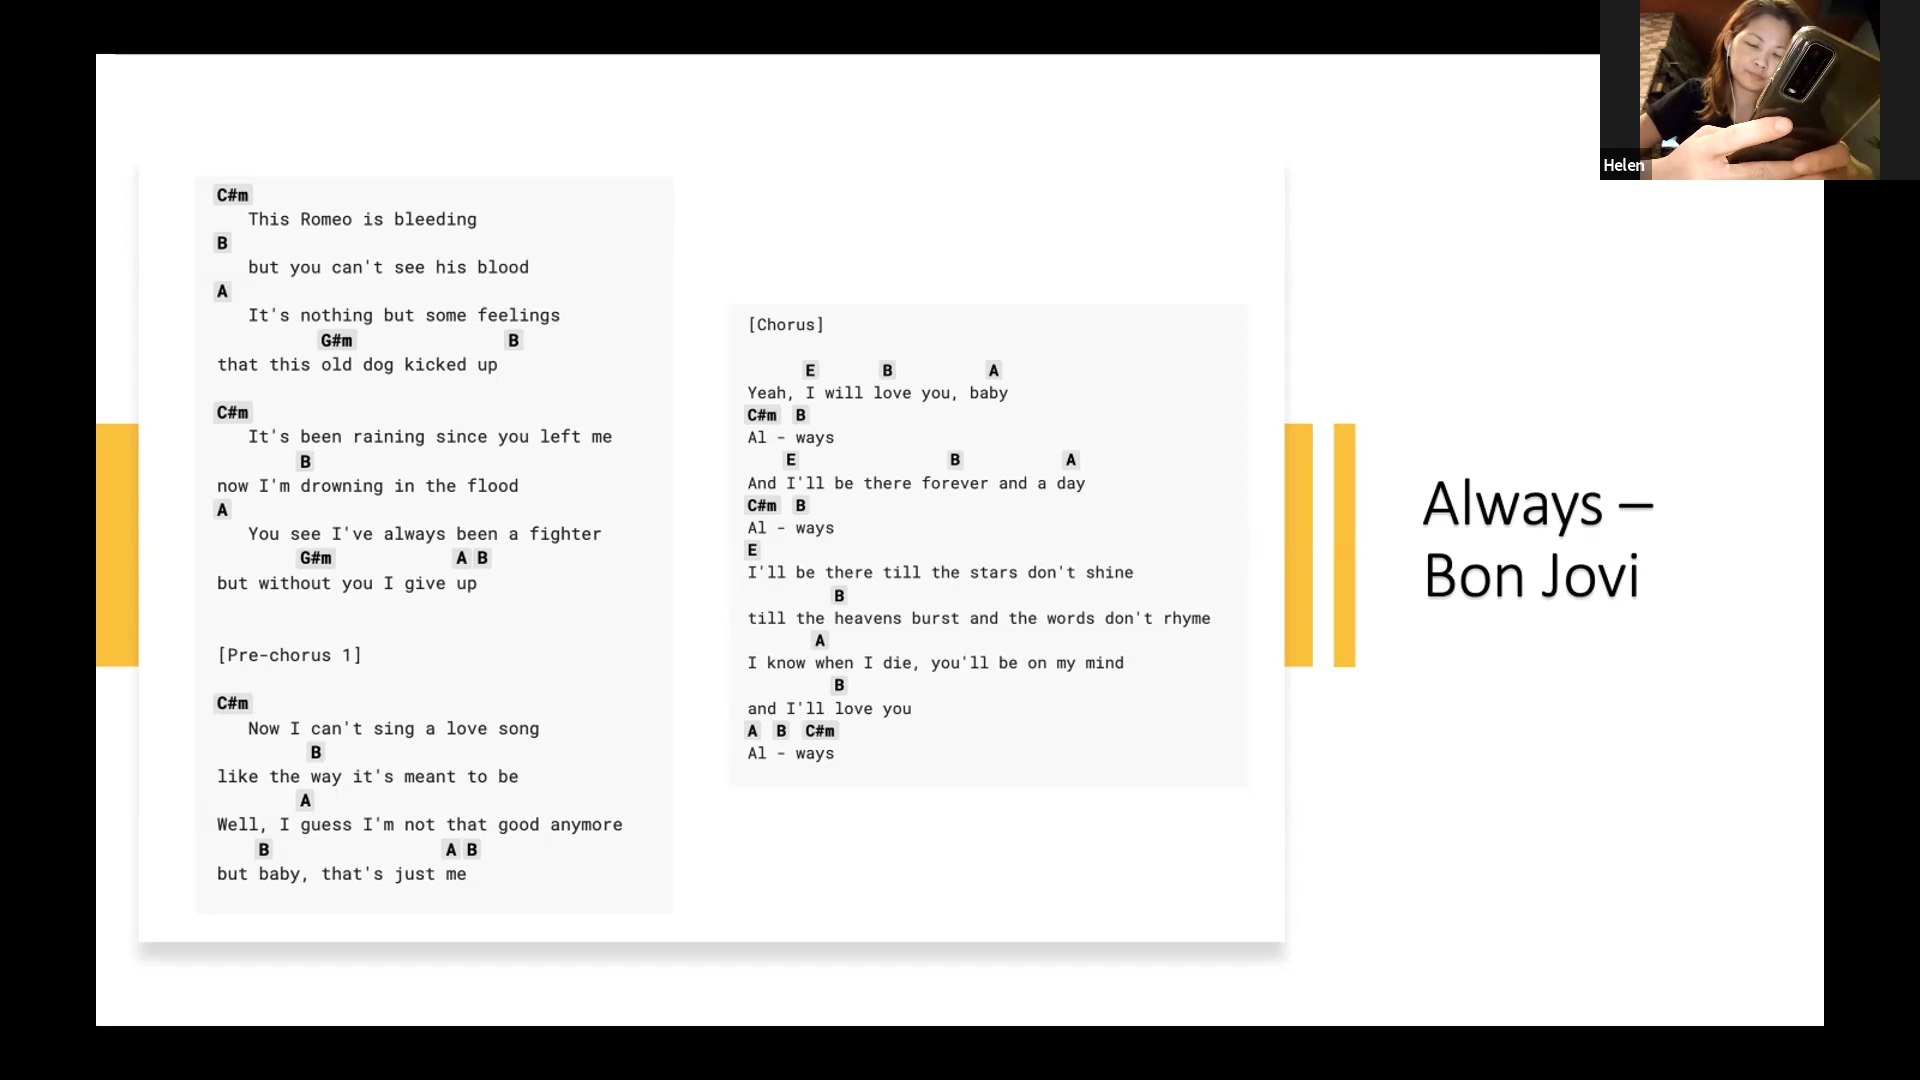 C#m
This Romeo is bleeding
B
but you can't see his blood
A
It's nothing but some feelings
G#m B
that this old dog kicked up
C#m
It's been raining since you left me
B
now I'm drowning in the flood
A
You see I've always been a fighter
G#m A B
but without you I give up
[Pre-chorus 1]
C#m
Now I can't sing a love song
B
like the way it's meant to be
A
Well, I guess I'm not that good anymore
B A B
but baby, that's just me
[Chorus]
E B A
Yeah, I will love you, baby
C#m B
Al - ways
E B A
And I'll be there forever and a day
C#m B
Al - ways
E
I'll be there till the stars don't shine
B
till the heavens burst and the words don't rhyme
A
I know when I die, you'll be on my mind
B
and I'll love you
A B C#m
Al - ways
Always –
Bon Jovi
Helen